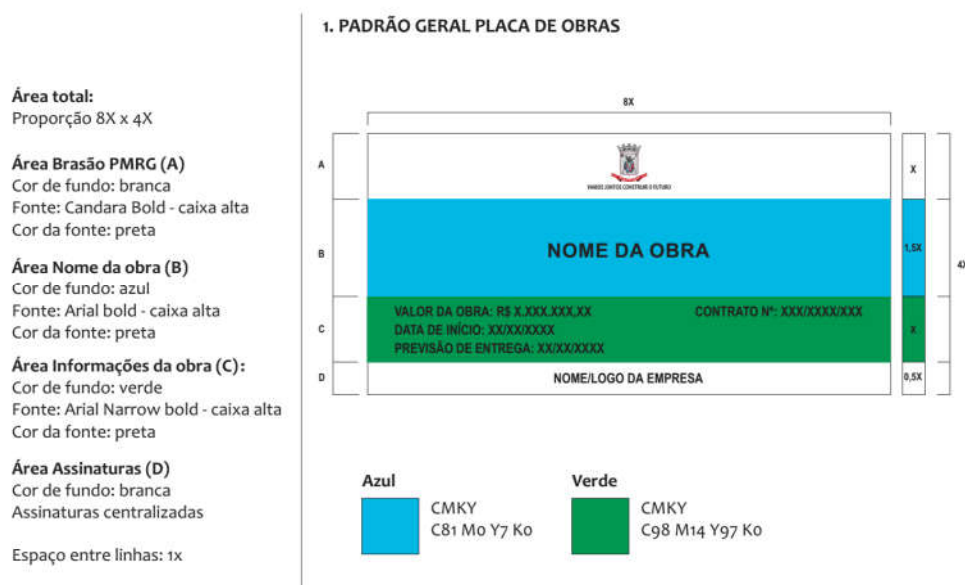 1. PADRÃO GERAL PLACA DE OBRAS
Área total:
Proporção 8X x 4X
Área Brasão PMRG (A)
Cor de fundo: branca
Fonte: Candara Bold - caixa alta
Cor da fonte: preta
Área Nome da obra (B)
Cor de fundo: azul
Fonte: Arial bold - caixa alta
Cor da fonte: preta
Área Informações da obra (C):
Cor de fundo: verde
Fonte: Arial Narrow bold - caixa alta
Cor da fonte: preta
Área Assinaturas (D)
Cor de fundo: branca
Assinaturas centralizadas
Espaço entre linhas: 1x
8X
A
X
VAMOS JUNTOS CONSTRUIR O FUTURO
B
NOME DA OBRA
1,5X
4X
C
VALOR DA OBRA: R$ X.XXX.XXX,XX
CONTRATO Nº: XXX/XXXX/XXX
DATA DE INÍCIO: XX/XX/XXXX
X
PREVISÃO DE ENTREGA: XX/XX/XXXX
D
NOME/LOGO DA EMPRESA
0,5X
Azul
CMKY
C81 M0 Y7 K0
Verde
CMKY
C98 M14 Y97 K0